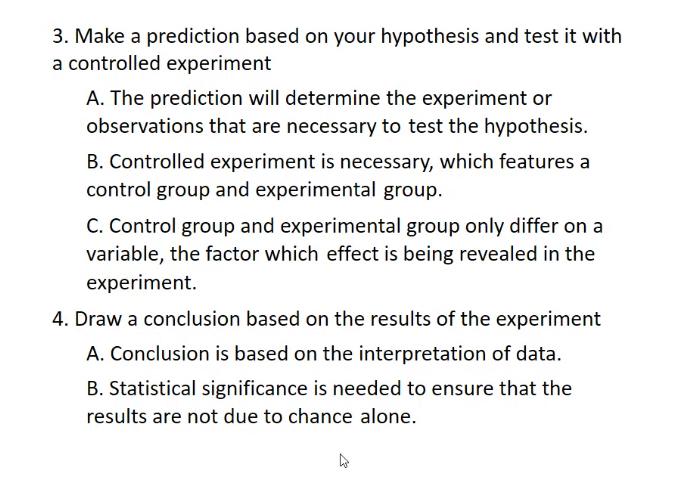 3. Make a prediction based on your hypothesis and test it with
a controlled experiment
A. The prediction will determine the experiment or
observations that are necessary to test the hypothesis.
B. Controlled experiment is necessary, which features a
control group and experimental group.
C. Control group and experimental group only differ on a
variable, the factor which effect is being revealed in the
experiment.
4. Draw a conclusion based on the results of the experiment
A. Conclusion is based on the interpretation of data.
B. Statistical significance is needed to ensure that the
results are not due to chance alone.